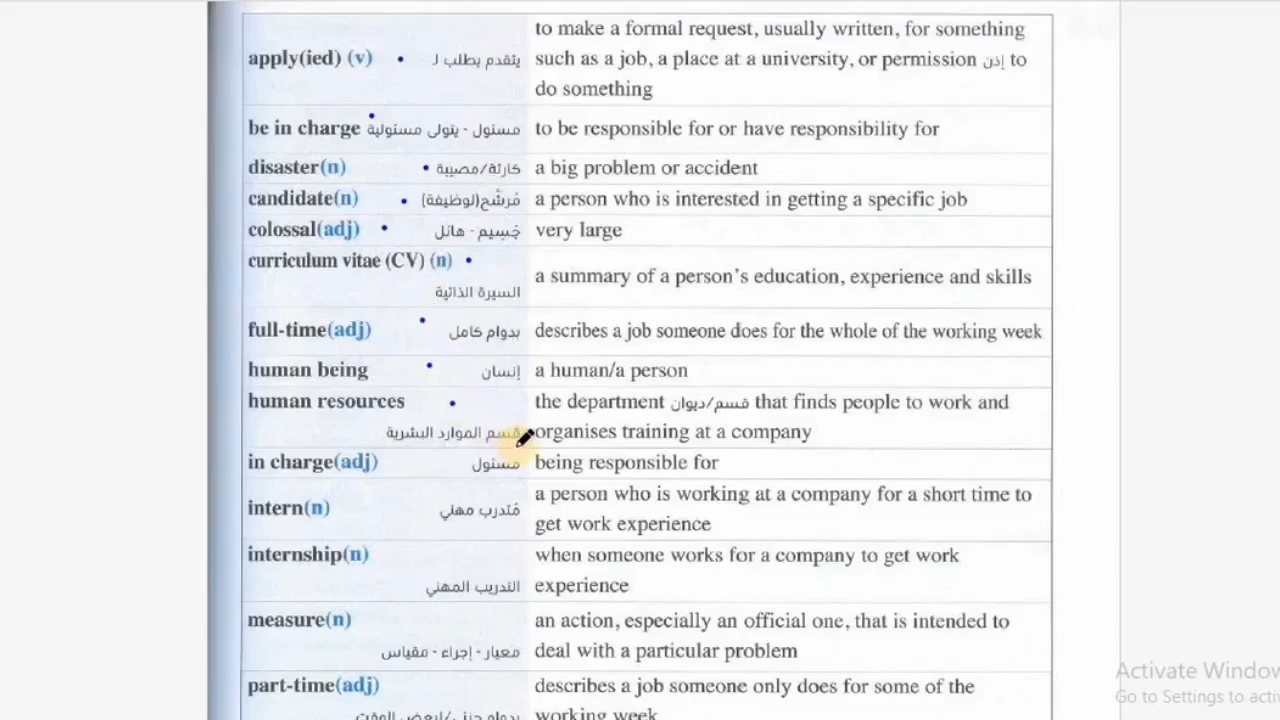 to make a formal request, usually written, for something
apply(ied) (v) يتقدم بطلب لـ such as a job, a place at a university, or permission إذن to
do something
be in charge مسئول - يتولى مسئولية to be responsible for or have responsibility for
disaster(n) كارثة/مصيبة a big problem or accident
candidate(n) مُرشَّح(لوظيفة) a person who is interested in getting a specific job
colossal(adj) جَسِيم - هائل very large
curriculum vitae (CV) (n)
a summary of a person's education, experience and skills
السيرة الذاتية
full-time(adj) بدوام كامل describes a job someone does for the whole of the working week
human being إنسان a human/a person
human resources the department قسم/ديوان that finds people to work and
قسم الموارد البشرية organises training at a company
in charge(adj) مسئول being responsible for
a person who is working at a company for a short time to
intern(n) مُتدرب مهني
get work experience
internship(n) when someone works for a company to get work
التدريب المهني experience
measure(n) an action, especially an official one, that is intended to
معيار - إجراء - مقياس deal with a particular problem
part-time(adj) describes a job someone only does for some of the
بدوام جزئي/لبعض الوقت working week
Activate Window
Go to Settings to acti